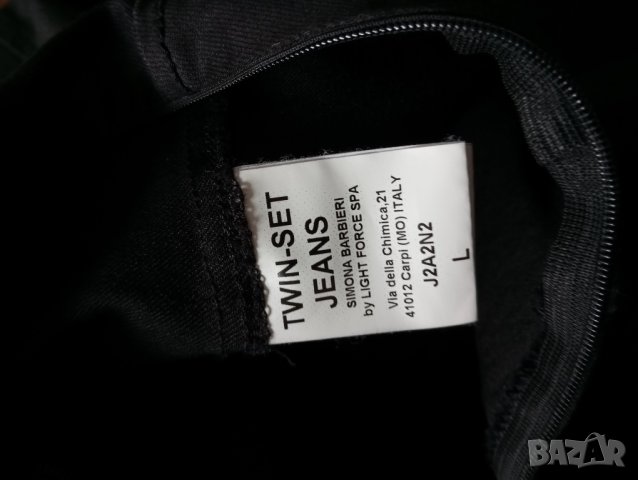 TWIN-SET
JEANS
SIMONA BARBIERI
by LIGHT FORCE SPA
Via della Chimica,21
41012 Carpi (MO) ITALY
J2A2N2
L
BAZAR